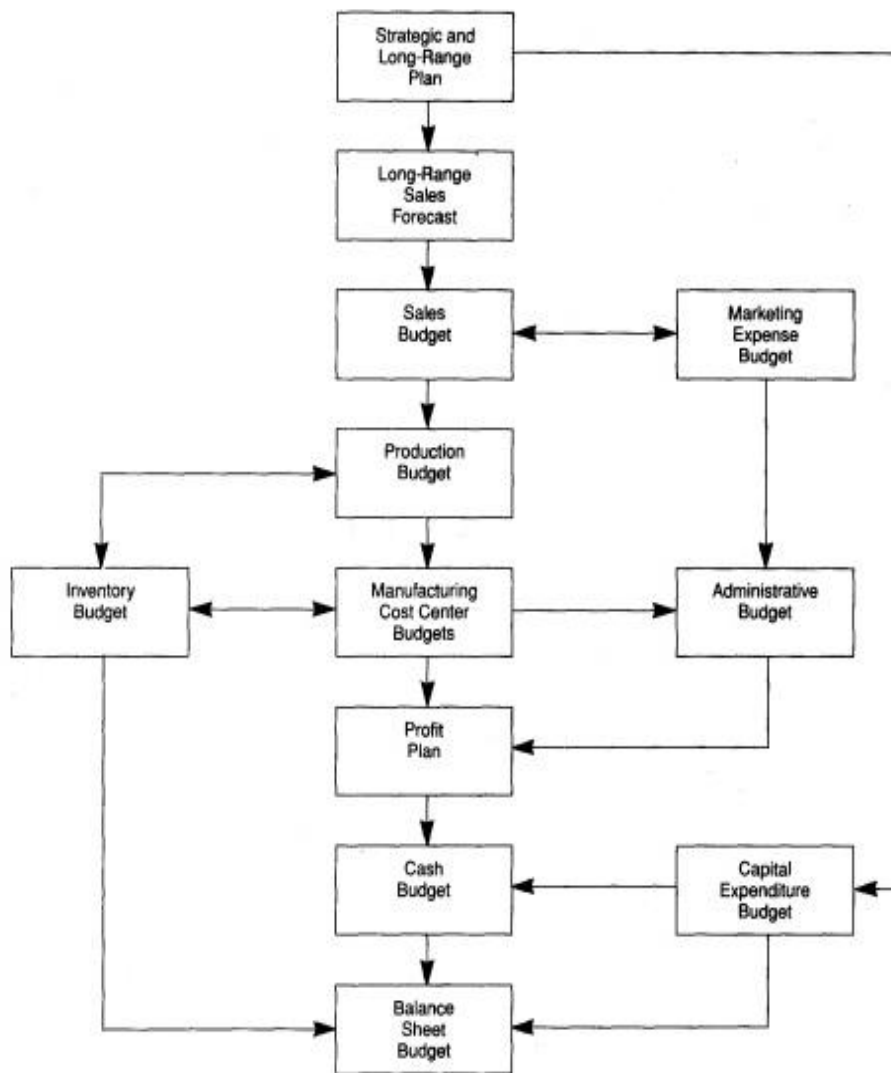 Strategic and
Long-Range
Plan
Long-Range
Sales
Forecast
Sales
Budget
Marketing
Expense
Budget
Production
Budget
Inventory
Budget
Manufacturing
Cost Center
Budgets
Administrative
Budget
Profit
Plan
Cash
Budget
Capital
Expenditure
Budget
Balance
Sheet
Budget